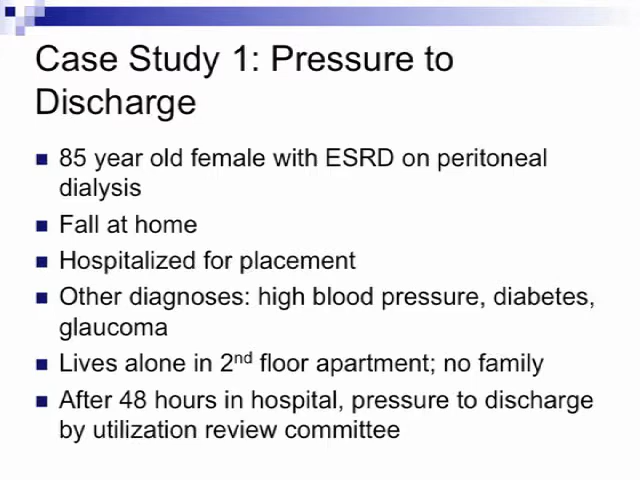 Case Study 1: Pressure to
Discharge
85 year old female with ESRD on peritoneal
dialysis
Fall at home
Hospitalized for placement
Other diagnoses: high blood pressure, diabetes,
glaucoma
Lives alone in 2nd floor apartment; no family
After 48 hours in hospital, pressure to discharge
by utilization review committee